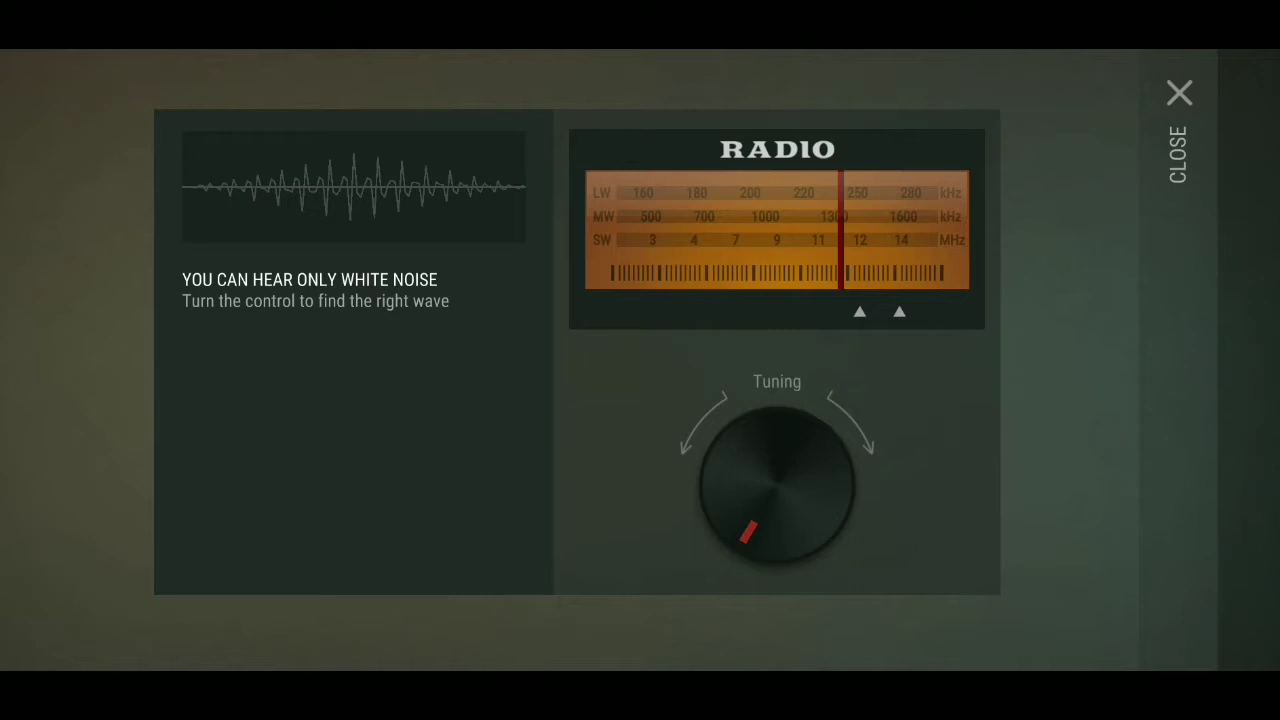 RADIO
LW 160 180 200 220 250 280 kHz
MW 500 700 1000 1300 1600 kHz
SW 3 4 7 9 11 12 14 MHz
YOU CAN HEAR ONLY WHITE NOISE
Turn the control to find the right wave
Tuning
CLOSE